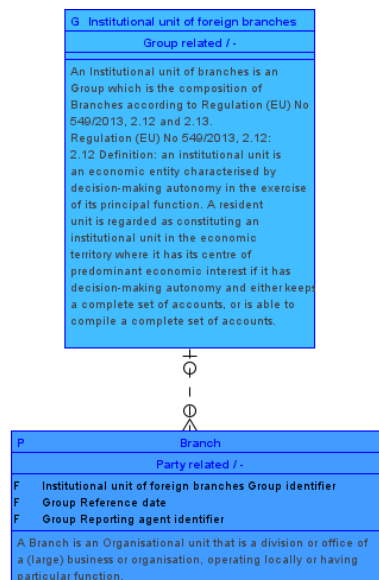 G Institutional unit of foreign branches
Group related / -
An Institutional unit of branches is an
Group which is the composition of
Branches according to Regulation (EU) No
549/2013, 2.12 and 2.13.
Regulation (EU) No 549/2013, 2.12:
2.12 Definition: an institutional unit is
an economic entity characterised by
decision-making autonomy in the exercise
of its principal function. A resident
unit is regarded as constituting an
institutional unit in the economic
territory where it has its centre of
predominant economic interest if it has
decision-making autonomy and either keeps
a complete set of accounts, or is able to
compile a complete set of accounts.
P Branch
Party related / -
F Institutional unit of foreign branches Group identifier
F Group Reference date
F Group Reporting agent identifier
A Branch is an Organisational unit that is a division or office of
a (large) business or organisation, operating locally or having
particular function.